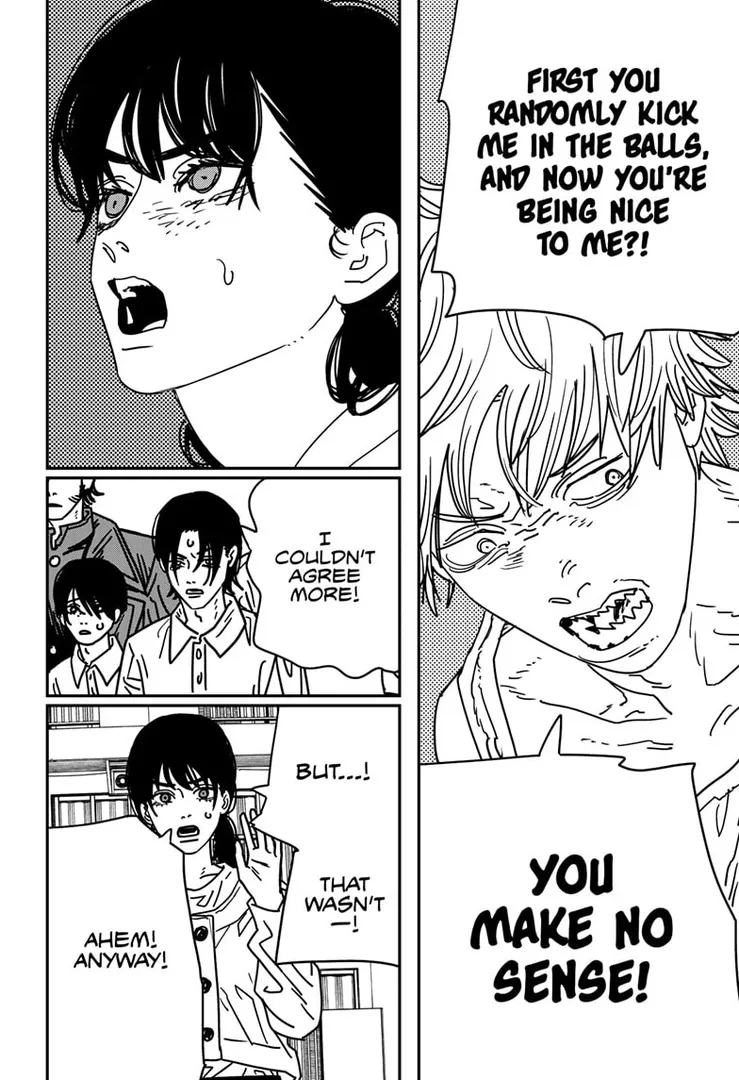 FIRST YOU
RANDOMLY KICK
ME IN THE BALLS,
AND NOW YOU'RE
BEING NICE
TO ME?!
YOU
MAKE NO
SENSE!
I
COULDN'T
AGREE
MORE!
BUT...!
THAT
WASN'T
—!
AHEM!
ANYWAY!